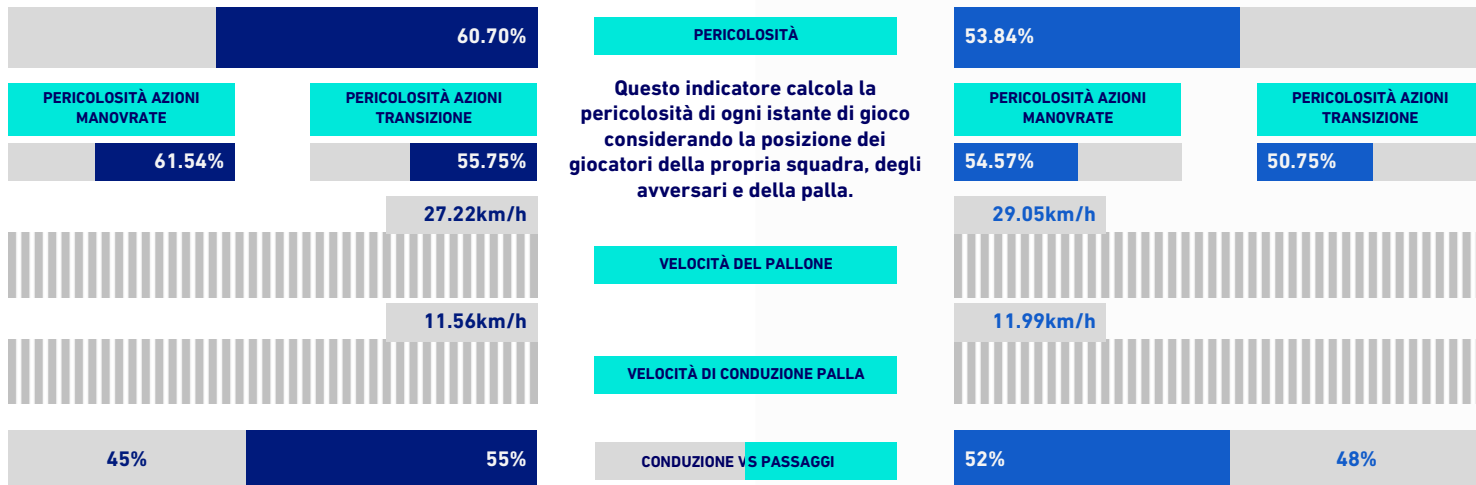 60.70%
PERICOLOSITÀ
53.84%
PERICOLOSITÀ AZIONI
MANOVRATE
PERICOLOSITÀ AZIONI
TRANSIZIONE
61.54%
55.75%
Questo indicatore calcola la
pericolosità di ogni istante di gioco
considerando la posizione dei
giocatori della propria squadra, degli
avversari e della palla.
PERICOLOSITÀ AZIONI
MANOVRATE
PERICOLOSITÀ AZIONI
TRANSIZIONE
54.57%
50.75%
27.22km/h
VELOCITÀ DEL PALLONE
29.05km/h
11.56km/h
VELOCITÀ DI CONDUZIONE PALLA
11.99km/h
45%
55%
CONDUZIONE VS PASSAGGI
52%
48%